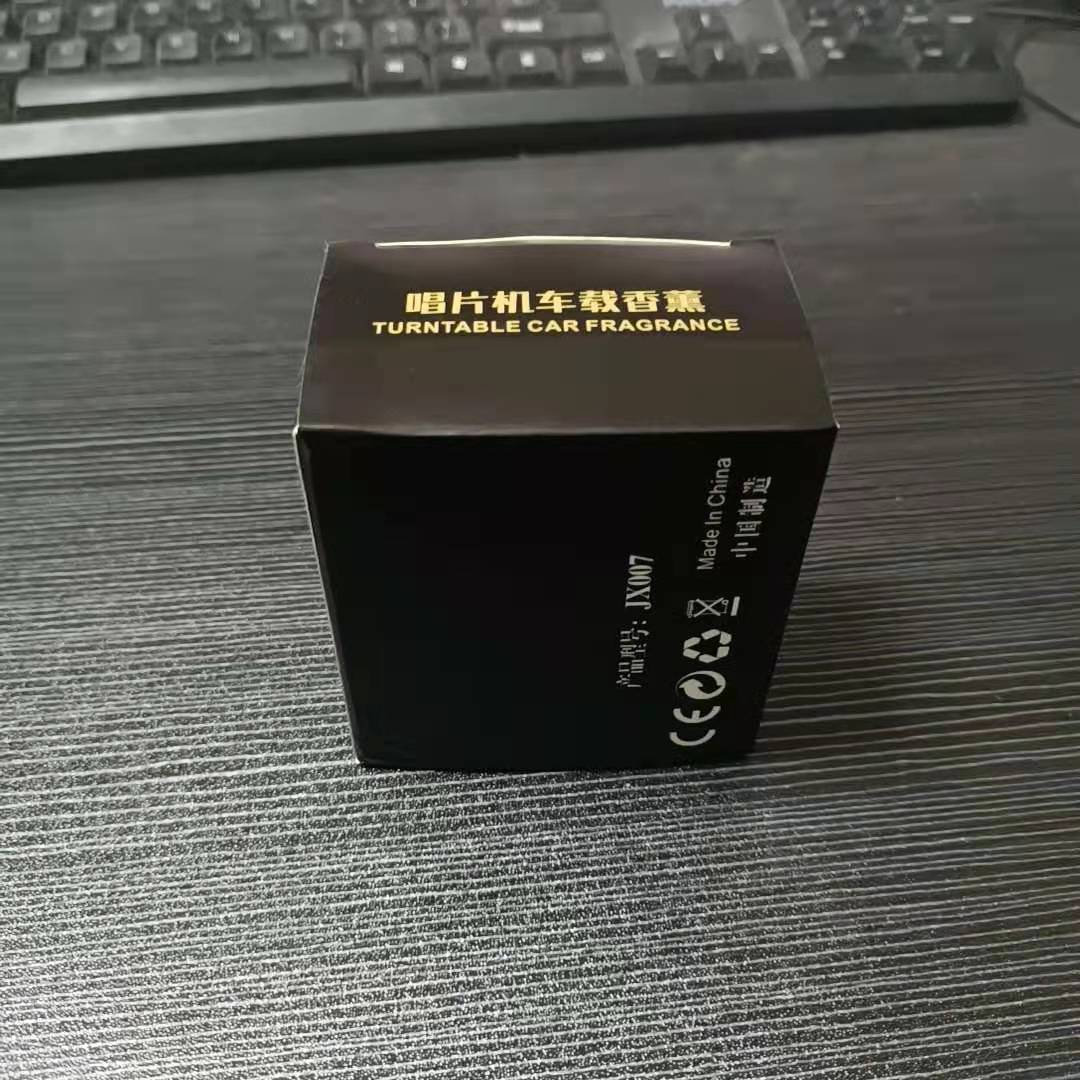 唱片机车载香薰
TURNTABLE CAR FRAGRANCE
产品型号：JX007
CE
Made In China
中国制造